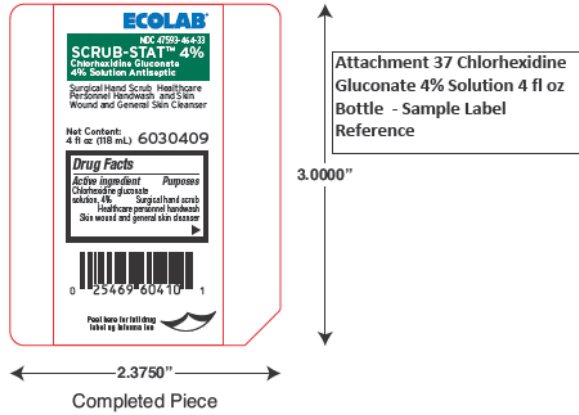 ECOLAB®
NDC 47593-464-33
SCRUB-STAT™ 4%
Chlorhexidine Gluconate
4% Solution Antiseptic
Surgical Hand Scrub Healthcare
Personnel Handwash and Skin
Wound and General Skin Cleanser
Net Content:
4 fl oz (118 mL) 6030409
Drug Facts
Active ingredient Purposes
Chlorhexidine gluconate
solution, 4% Surgical hand scrub
Healthcare personnel handwash
Skin wound and general skin cleanser
0 25469 60410 1
Peel here for full drug
label ng informa ion
2.3750”
Completed Piece
3.0000”
Attachment 37 Chlorhexidine
Gluconate 4% Solution 4 fl oz
Bottle - Sample Label
Reference